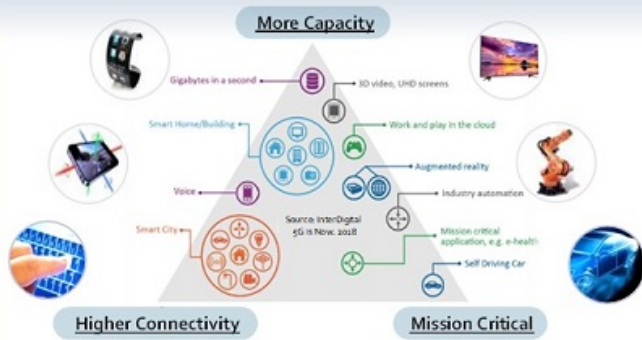 More Capacity
Gigabytes in a second
3D video, UHD screens
Smart Home/Building
Work and play in the cloud
Augmented reality
Voice
Industry automation
Source: InterDigital
5G is Now. 2018
Smart City
Mission critical
application, e.g. e-health
Self Driving Car
Higher Connectivity
Mission Critical